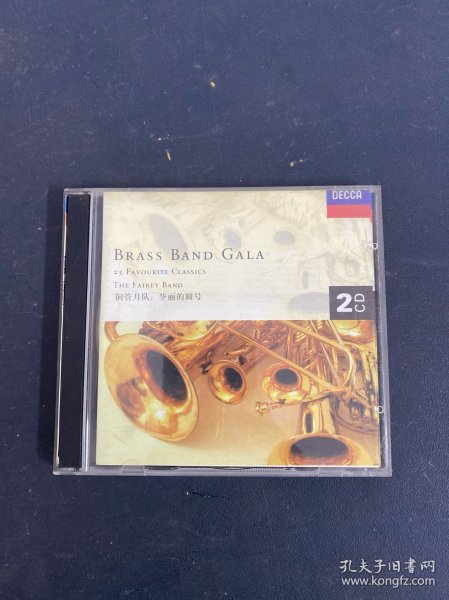 DECCA
BRASS BAND GALA
25 FAVOURITE CLASSICS
THE FAIREY BAND
铜管月队、华丽的圆号
2CD
孔夫子旧书网
www.kongfz.com